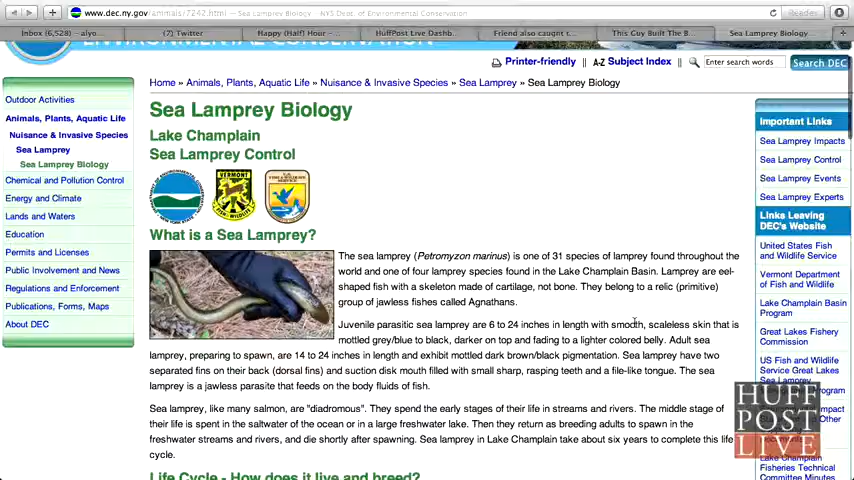 www.dec.ny.gov/animals/7242.html — Sea Lamprey Biology - NYS Dept. of Environmental Conservation
Reader
Inbox (6,528) – alyo...
(7) Twitter
Happy (Half) Hour – ...
HuffPost Live Dashb...
Friend also caught r...
This Guy Built The B...
Sea Lamprey Biology...
ENVIRONMENTAL CONSERVATION
Printer-friendly || A-Z Subject Index ||
Enter search words
Search DEC
Home » Animals, Plants, Aquatic Life » Nuisance & Invasive Species » Sea Lamprey » Sea Lamprey Biology
Outdoor Activities
Animals, Plants, Aquatic Life
Nuisance & Invasive Species
Sea Lamprey
Sea Lamprey Biology
Chemical and Pollution Control
Energy and Climate
Lands and Waters
Education
Permits and Licenses
Public Involvement and News
Regulations and Enforcement
Publications, Forms, Maps
About DEC
Sea Lamprey Biology
Lake Champlain
Sea Lamprey Control
VERMONT
What is a Sea Lamprey?
The sea lamprey (Petromyzon marinus) is one of 31 species of lamprey found throughout the
world and one of four lamprey species found in the Lake Champlain Basin. Lamprey are eel-
shaped fish with a skeleton made of cartilage, not bone. They belong to a relic (primitive)
group of jawless fishes called Agnathans.
Juvenile parasitic sea lamprey are 6 to 24 inches in length with smooth, scaleless skin that is
mottled grey/blue to black, darker on top and fading to a lighter colored belly. Adult sea
lamprey, preparing to spawn, are 14 to 24 inches in length and exhibit mottled dark brown/black pigmentation. Sea lamprey have two
separated fins on their back (dorsal fins) and suction disk mouth filled with small sharp, rasping teeth and a file-like tongue. The sea
lamprey is a jawless parasite that feeds on the body fluids of fish.
Sea lamprey, like many salmon, are "diadromous". They spend the early stages of their life in streams and rivers. The middle stage of
their life is spent in the saltwater of the ocean or in a large freshwater lake. Then they return as breeding adults to spawn in the
freshwater streams and rivers, and die shortly after spawning. Sea lamprey in Lake Champlain take about six years to complete this life
cycle.
Life Cycle - How does it live and breed?
Important Links
Sea Lamprey Impacts
Sea Lamprey Control
Sea Lamprey Events
Sea Lamprey Experts
Links Leaving
DEC's Website
United States Fish
and Wildlife Service
Vermont Department
of Fish and Wildlife
Lake Champlain Basin
Program
Great Lakes Fishery
Commission
US Fish and Wildlife
Service Great Lakes
Sea Lamprey
Program
Impact
Other
Lake Champlain
Fisheries Technical
Committee Minutes
HUFF
POST
LIVE